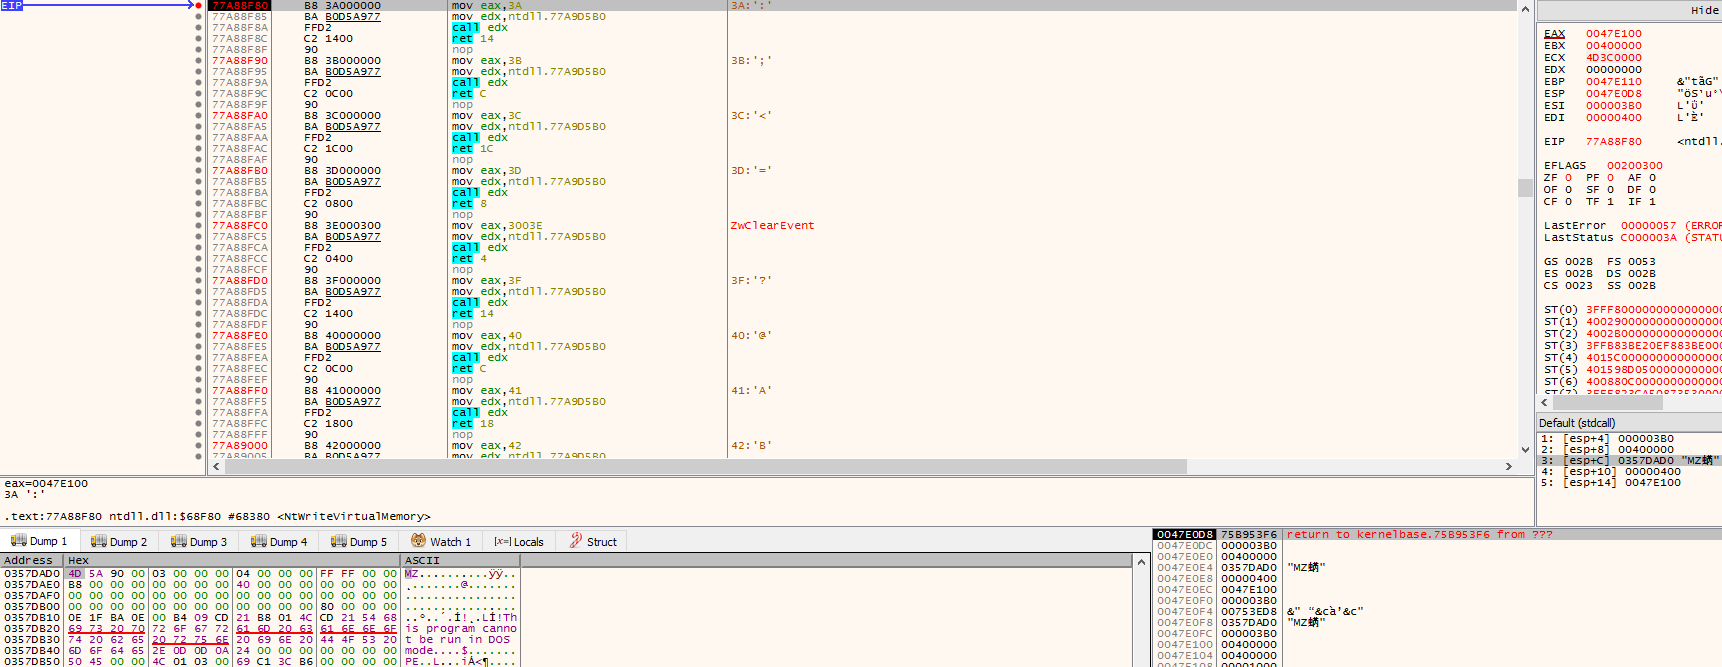 EIP
77A88F80 B8 3A000000 mov eax,3A 3A:':'
77A88F85 BA B0D5A977 mov edx,ntdll.77A9D5B0
77A88F8A FFD2 call edx
77A88F8C C2 1400 ret 14
77A88F8F 90 nop
77A88F90 B8 3B000000 mov eax,3B 3B:';'
77A88F95 BA B0D5A977 mov edx,ntdll.77A9D5B0
77A88F9A FFD2 call edx
77A88F9C C2 0C00 ret C
77A88F9F 90 nop
77A88FA0 B8 3C000000 mov eax,3C 3C:'<'
77A88FA5 BA B0D5A977 mov edx,ntdll.77A9D5B0
77A88FAA FFD2 call edx
77A88FAC C2 1C00 ret 1C
77A88FAF 90 nop
77A88FB0 B8 3D000000 mov eax,3D 3D:'='
77A88FB5 BA B0D5A977 mov edx,ntdll.77A9D5B0
77A88FBA FFD2 call edx
77A88FBC C2 0800 ret 8
77A88FBF 90 nop
77A88FC0 B8 3E000300 mov eax,3003E ZwClearEvent
77A88FC5 BA B0D5A977 mov edx,ntdll.77A9D5B0
77A88FCA FFD2 call edx
77A88FCC C2 0400 ret 4
77A88FCF 90 nop
77A88FD0 B8 3F000000 mov eax,3F 3F:'?'
77A88FD5 BA B0D5A977 mov edx,ntdll.77A9D5B0
77A88FDA FFD2 call edx
77A88FDC C2 1400 ret 14
77A88FDF 90 nop
77A88FE0 B8 40000000 mov eax,40 40:'@'
77A88FE5 BA B0D5A977 mov edx,ntdll.77A9D5B0
77A88FEA FFD2 call edx
77A88FEC C2 0C00 ret C
77A88FEF 90 nop
77A88FF0 B8 41000000 mov eax,41 41:'A'
77A88FF5 BA B0D5A977 mov edx,ntdll.77A9D5B0
77A88FFA FFD2 call edx
77A88FFC C2 1800 ret 18
77A88FFF 90 nop
77A89000 B8 42000000 mov eax,42 42:'B'
77A89005 BA B0D5A977 mov edx,ntdll.77A9D5B0
Hide
EAX 0047E100
EBX 00400000
ECX 4D3C0000
EDX 00000000
EBP 0047E110
ESP 0047E0D8
ESI 000003B0
EDI 00000400
EIP 77A88F80 <ntdll.
EFLAGS 00200300
ZF 0 PF 0 AF 0
OF 0 SF 0 DF 0
CF 0 TF 1 IF 1
LastError 00000057 (ERROR
LastStatus C000003A (STATU
GS 002B FS 0053
ES 002B DS 002B
CS 0023 SS 002B
ST(0) 3FFF8000000000000000
ST(1) 40029000000000000000
ST(2) 4002B000000000000000
ST(3) 3FFB83BE20EF883BE000
ST(4) 4015C000000000000000
ST(5) 401598D0500000000000
ST(6) 400880C0000000000000
Default (stdcall)
1: [esp+4] 000003B0
2: [esp+8] 00400000
3: [esp+C] 0357DAD0
4: [esp+10] 00000400
5: [esp+14] 0047E100
eax=0047E100
3A ':'
.text:77A88F80 ntdll.dll:$68F80 #68380 <NtWriteVirtualMemory>
Dump 1 Dump 2 Dump 3 Dump 4 Dump 5 Watch 1 [x=] Locals Struct
Address Hex ASCII
0357DAD0 4D 5A 90 00 03 00 00 00 04 00 00 00 FF FF 00 00 MZ..........ÿÿ..
0357DAE0 B8 00 00 00 00 00 00 00 40 00 00 00 00 00 00 00 ¸.......@.......
0357DAF0 00 00 00 00 00 00 00 00 00 00 00 00 00 00 00 00 ................
0357DB00 00 00 00 00 00 00 00 00 00 00 00 00 80 00 00 00 ................
0357DB10 0E 1F BA 0E 00 B4 09 CD 21 B8 01 4C CD 21 54 68 ..º..´.Í!¸.LÍ!Th
0357DB20 69 73 20 70 72 6F 67 72 61 6D 20 63 61 6E 6E 6F is program canno
0357DB30 74 20 62 65 20 72 75 6E 20 69 6E 20 44 4F 53 20 t be run in DOS
0357DB40 6D 6F 64 65 2E 0D 0D 0A 24 00 00 00 00 00 00 00 mode....$.......
0357DB50 50 45 00 00 4C 01 03 00 69 C1 3C B6 00 00 00 00 PE..L...iÁ<¶....
0047E0D8 75B953F6 return to kernelbase.75B953F6 from ???
0047E0DC 000003B0
0047E0E0 00400000
0047E0E4 0357DAD0
0047E0E8 00000400
0047E0EC 0047E100
0047E0F0 000003B0
0047E0F4 00753ED8
0047E0F8 0357DAD0
0047E0FC 000003B0
0047E100 00400000
0047E104 00400000